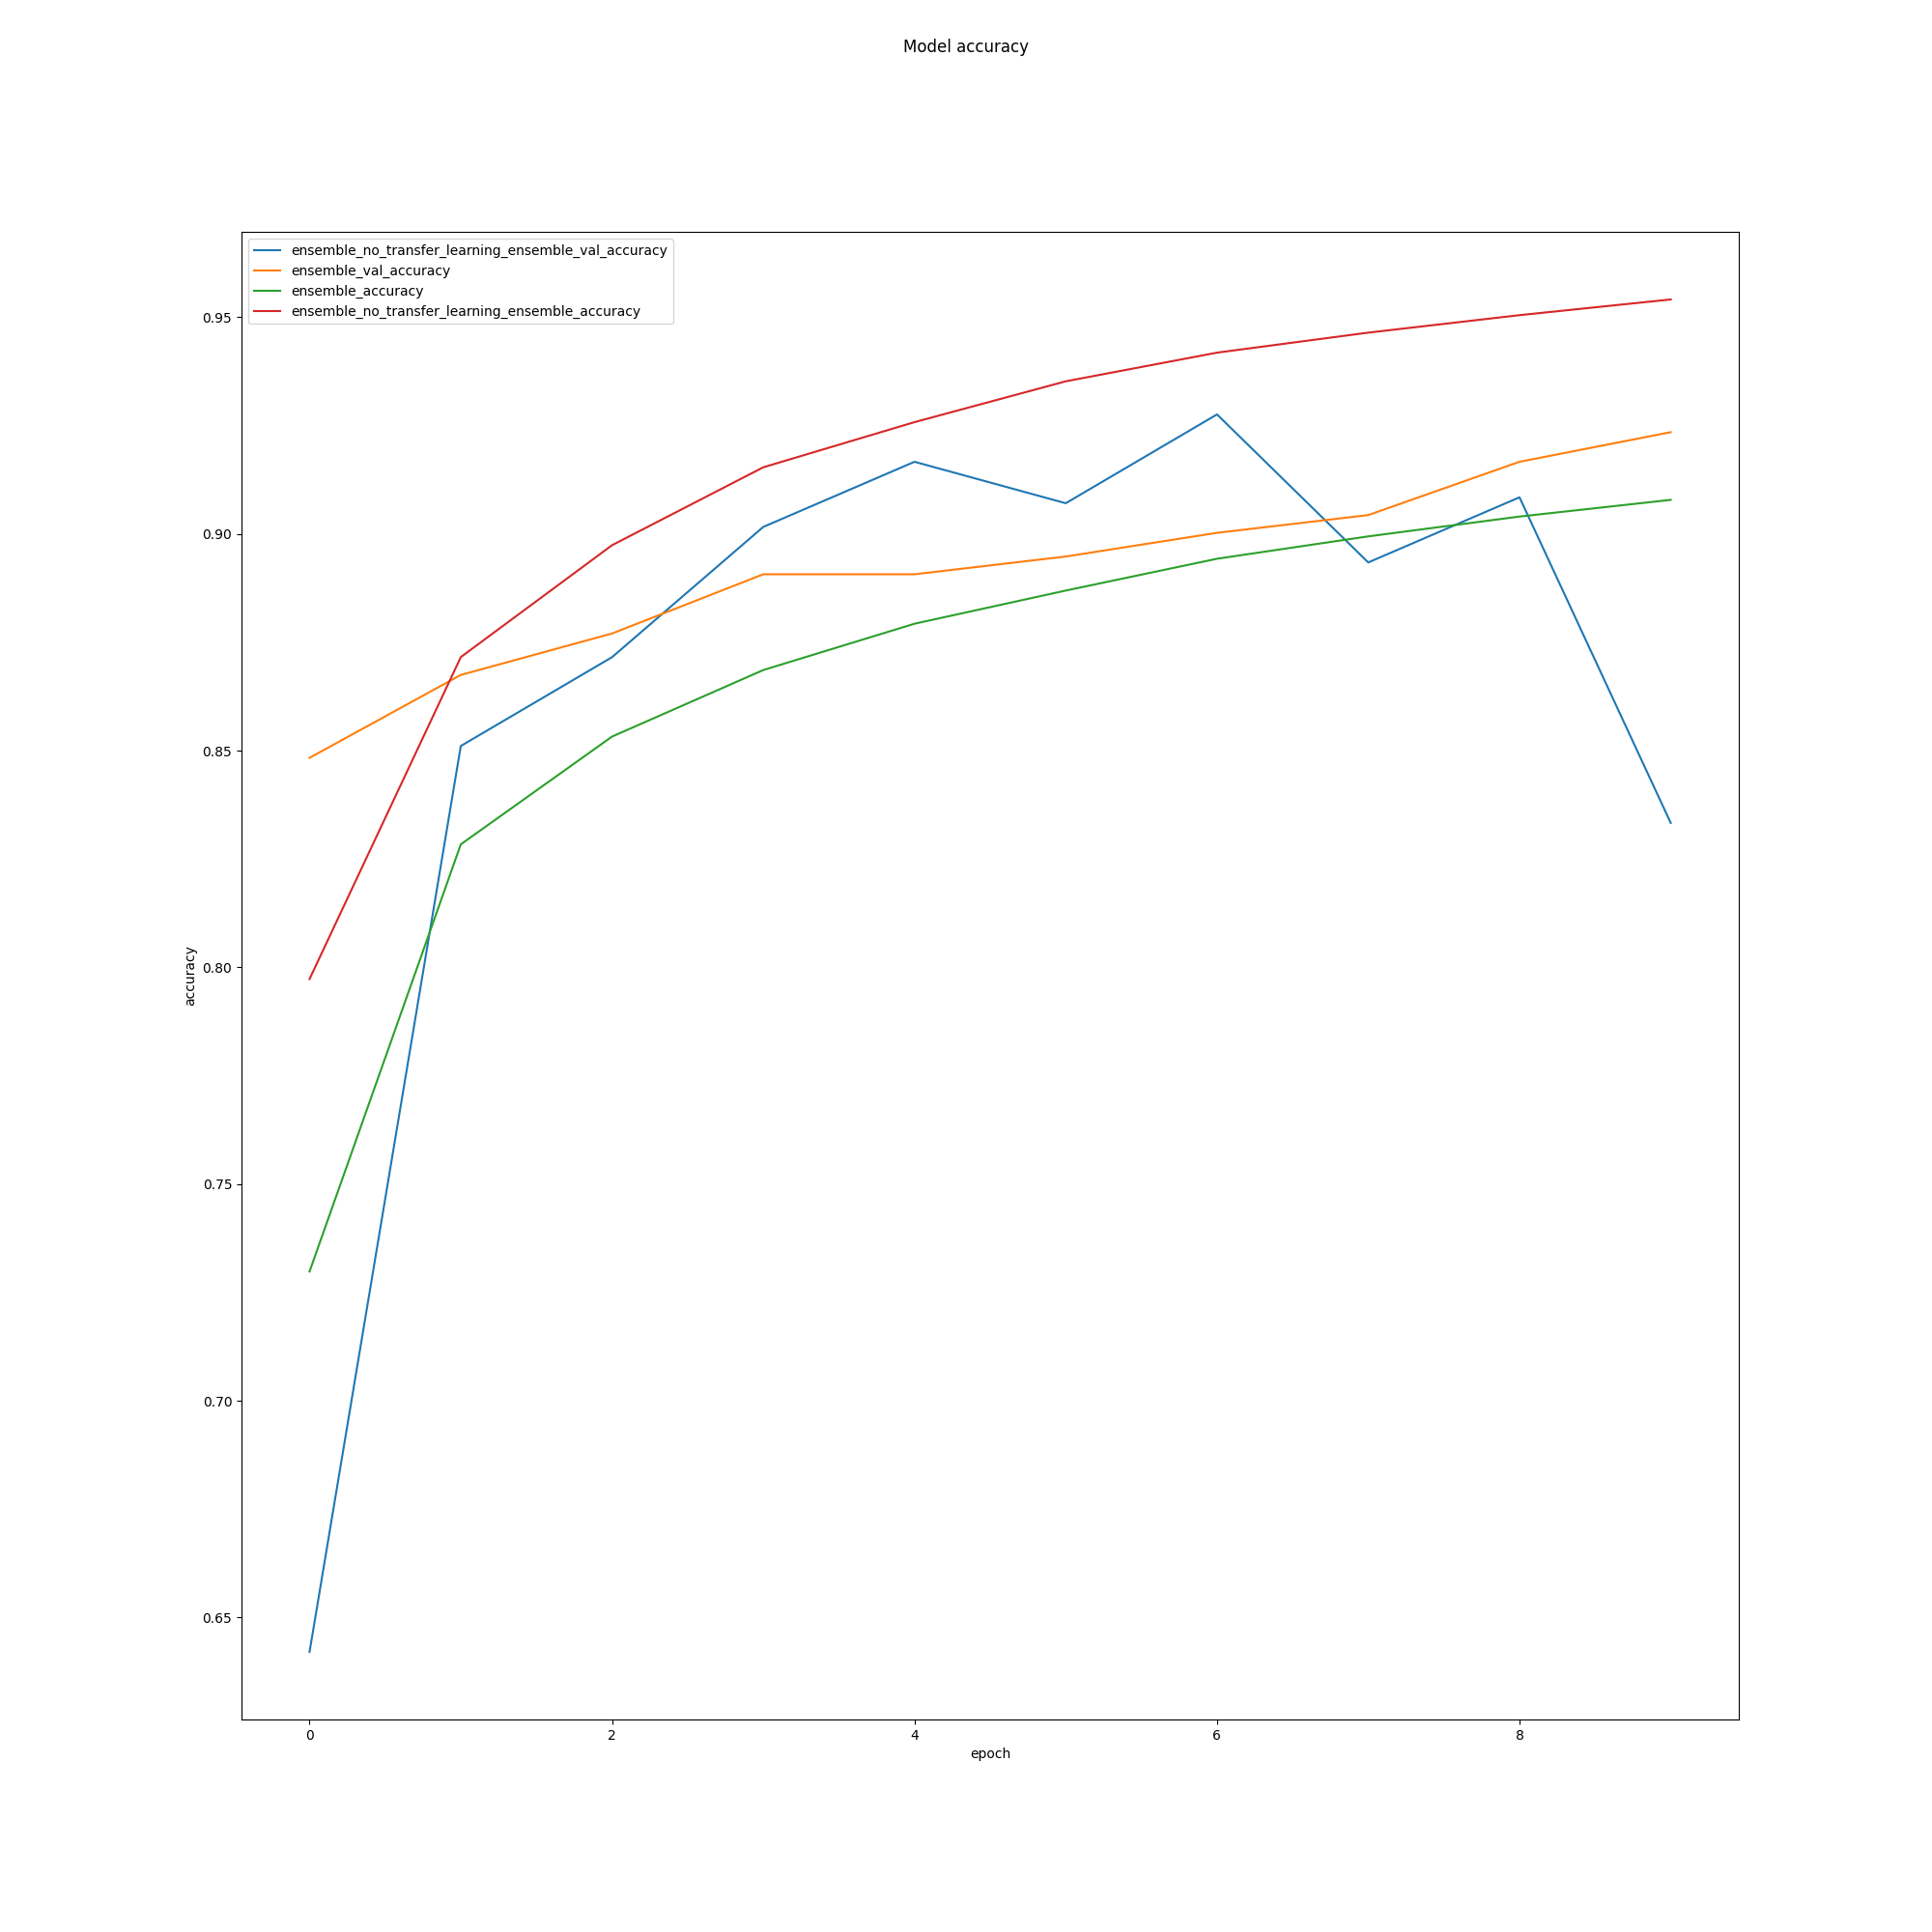 Model accuracy
ensemble_no_transfer_learning_ensemble_val_accuracy
ensemble_val_accuracy
ensemble_accuracy
ensemble_no_transfer_learning_ensemble_accuracy
0.95
0.90
0.85
0.80
0.75
0.70
0.65
accuracy
0 2 4 6 8
epoch